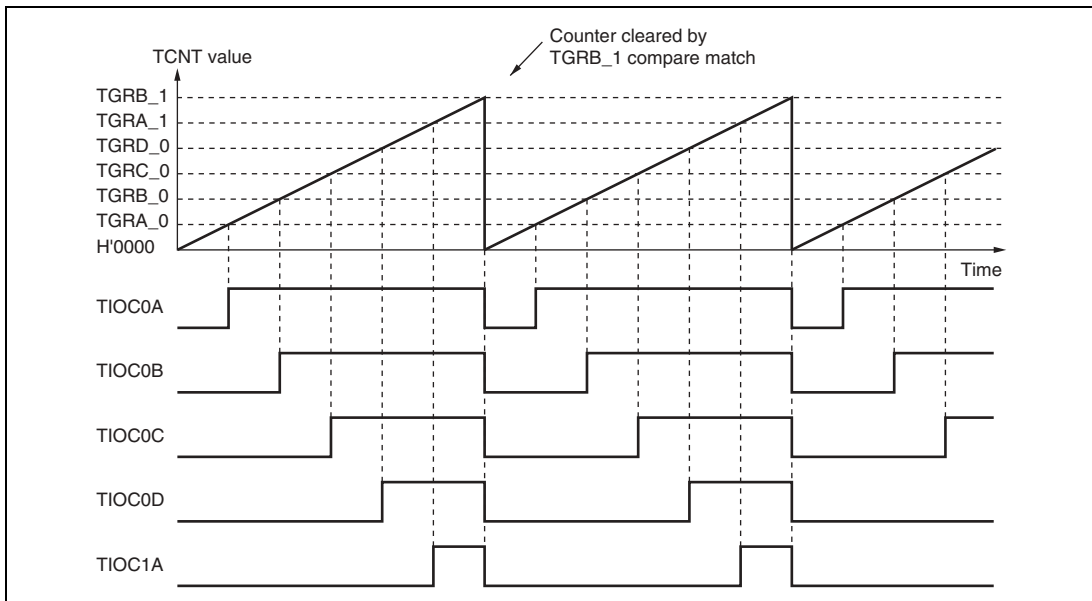 Counter cleared by
TGRB_1 compare match
TCNT value
TGRB_1
TGRA_1
TGRD_0
TGRC_0
TGRB_0
TGRA_0
H'0000
Time
TIOC0A
TIOC0B
TIOC0C
TIOC0D
TIOC1A